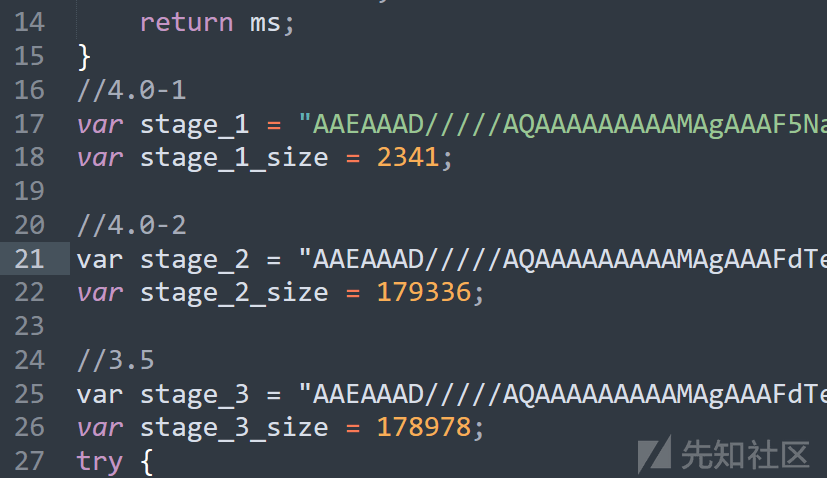 14 return ms;
15 }
16 //4.0-1
17 var stage_1 = "AAEAAAD/////AQAAAAAAAAAMAgAAAF5Na
18 var stage_1_size = 2341;
19
20 //4.0-2
21 var stage_2 = "AAEAAAD/////AQAAAAAAAAAMAgAAAFdTe
22 var stage_2_size = 179336;
23
24 //3.5
25 var stage_3 = "AAEAAAD/////AQAAAAAAAAAMAgAAAFdTe
26 var stage_3_size = 178978;
27 try {
先知社区